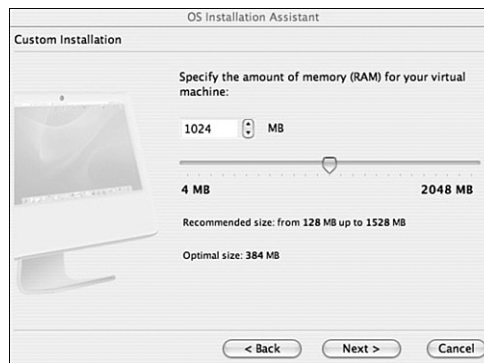 OS Installation Assistant
Custom Installation
Specify the amount of memory (RAM) for your virtual
machine:
1024 MB
4 MB 2048 MB
Recommended size: from 128 MB up to 1528 MB
Optimal size: 384 MB
< Back Next > Cancel